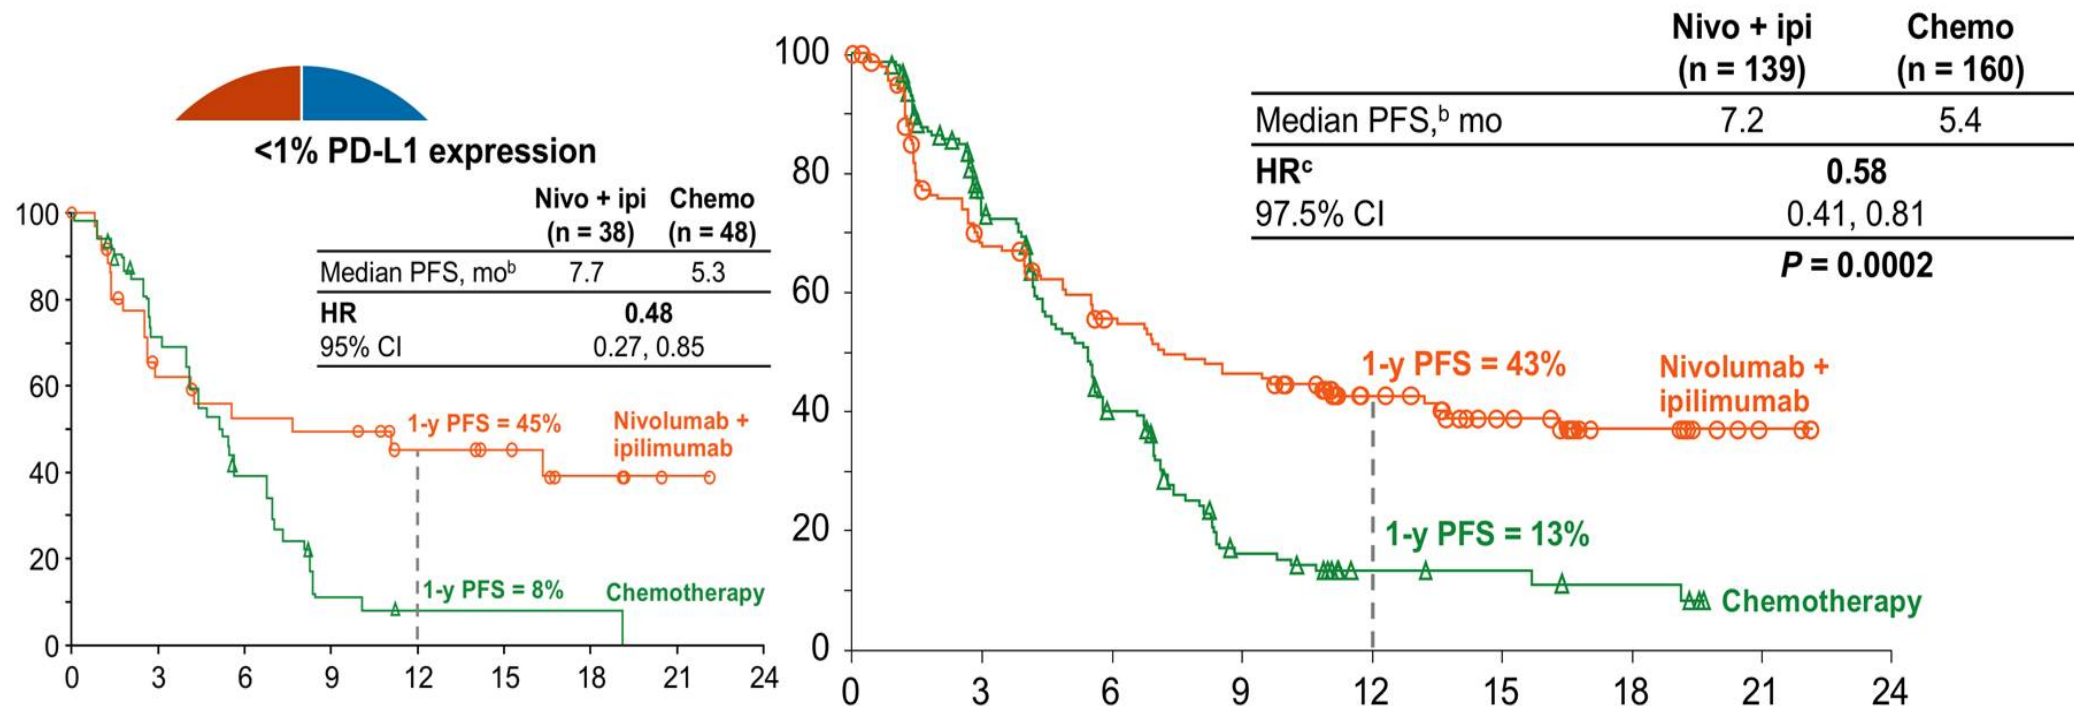 <1% PD-L1 expression
Nivo + ipi Chemo
(n = 38) (n = 48)
Median PFS, moᵇ 7.7 5.3
HR 0.48
95% CI 0.27, 0.85
100
80
60
40
20
0
1-y PFS = 45%
Nivolumab +
ipilimumab
1-y PFS = 8%
Chemotherapy
0 3 6 9 12 15 18 21 24
Nivo + ipi Chemo
(n = 139) (n = 160)
Median PFS,ᵇ mo 7.2 5.4
HRᶜ 0.58
97.5% CI 0.41, 0.81
P = 0.0002
100
80
60
40
20
0
1-y PFS = 43%
Nivolumab +
ipilimumab
1-y PFS = 13%
Chemotherapy
0 3 6 9 12 15 18 21 24